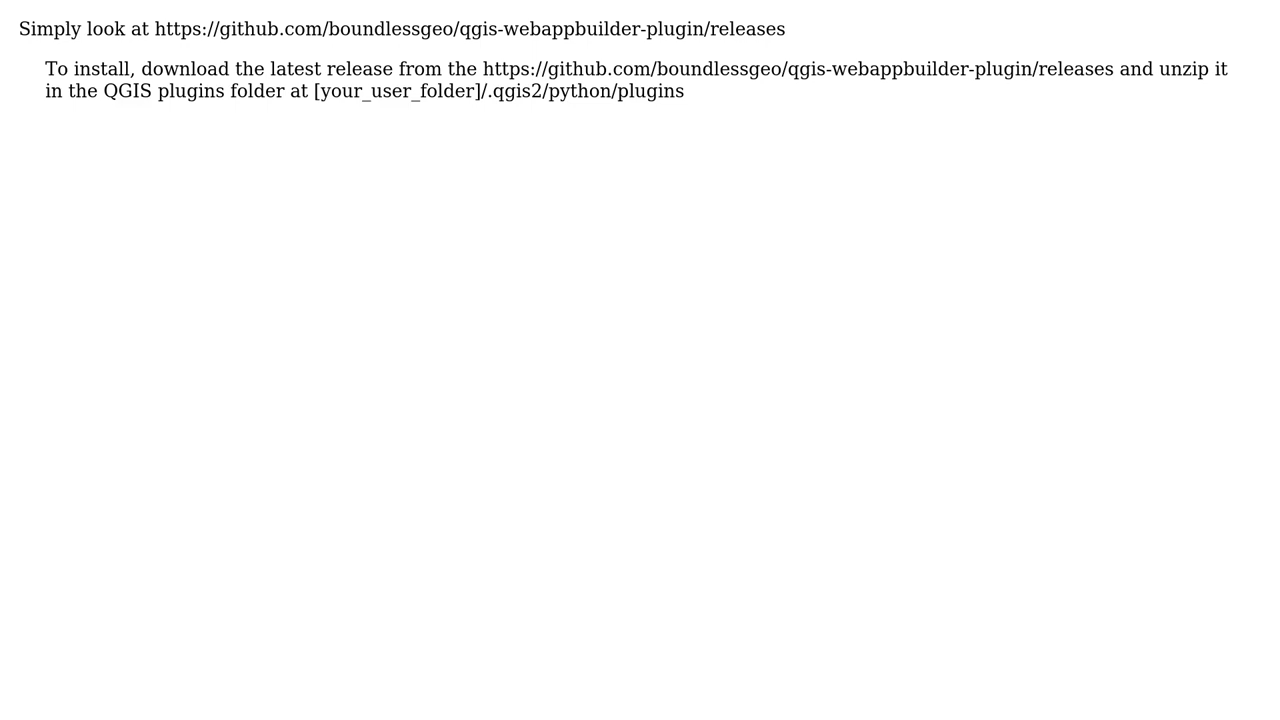 Simply look at https://github.com/boundlessgeo/qgis-webappbuilder-plugin/releases
To install, download the latest release from the https://github.com/boundlessgeo/qgis-webappbuilder-plugin/releases and unzip it
in the QGIS plugins folder at [your_user_folder]/.qgis2/python/plugins